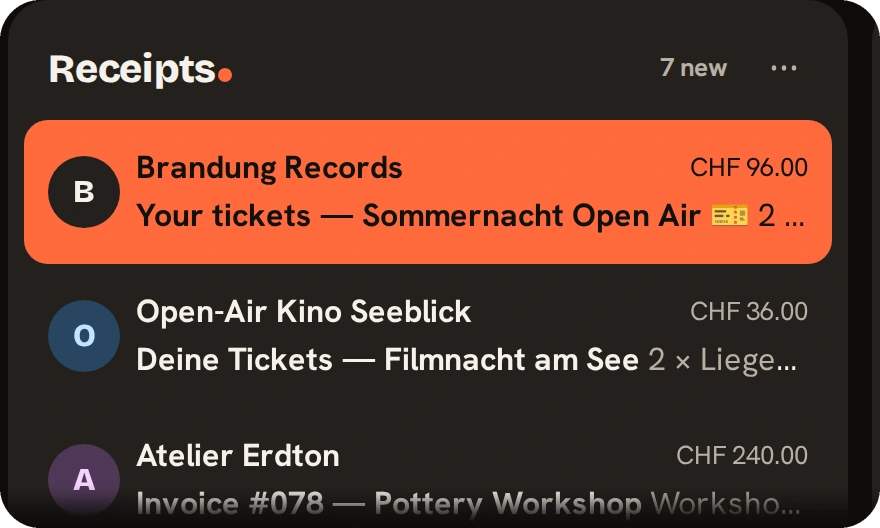 Receipts.
7 new ...
B
Brandung Records
CHF 96.00
Your tickets — Sommernacht Open Air 🎫 2 ...
O
Open-Air Kino Seeblick
CHF 36.00
Deine Tickets — Filmnacht am See 2 × Liege...
A
Atelier Erdton
CHF 240.00
Invoice #078 — Pottery Workshop Worksho...